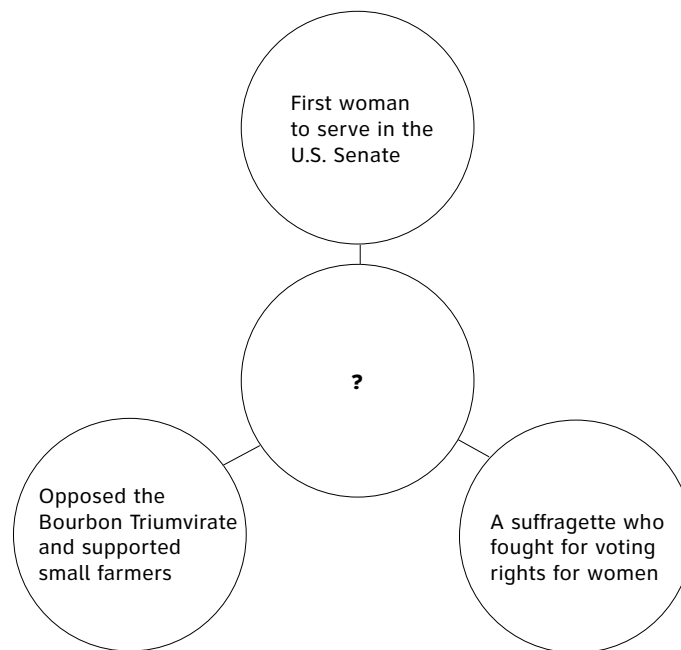 First woman
to serve in the
U.S. Senate
?
Opposed the
Bourbon Triumvirate
and supported
small farmers
A suffragette who
fought for voting
rights for women